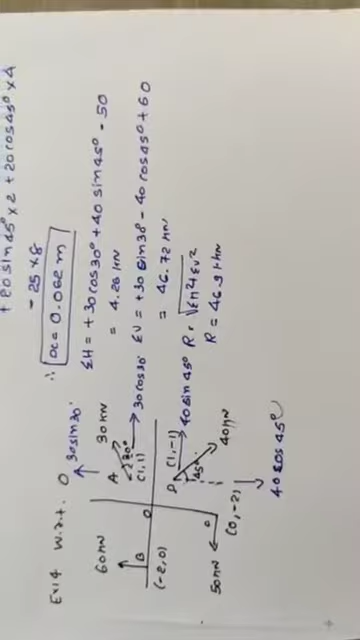 + 20 sin 45° x 2 + 20 cos 45° x 4
- 25 x 8
∴ x = 0.062 m
Ex14 W.r.t. O
ΣH = + 30 cos 30° + 40 sin 45° - 50
= 4.26 kN
ΣV = + 30 sin 30 - 40 cos 45° + 60
= 46.72 kN
R = √ΣH²+ΣV²
R = 46.9 kN
30 sin 30°
30 kN
A
30°
(1,1)
30 cos 30°
60 kN
B
(-2,0)
O
D
(1,-1)
40 sin 45°
45°
40 kN
40 cos 45°
C
(0,-2)
50 kN